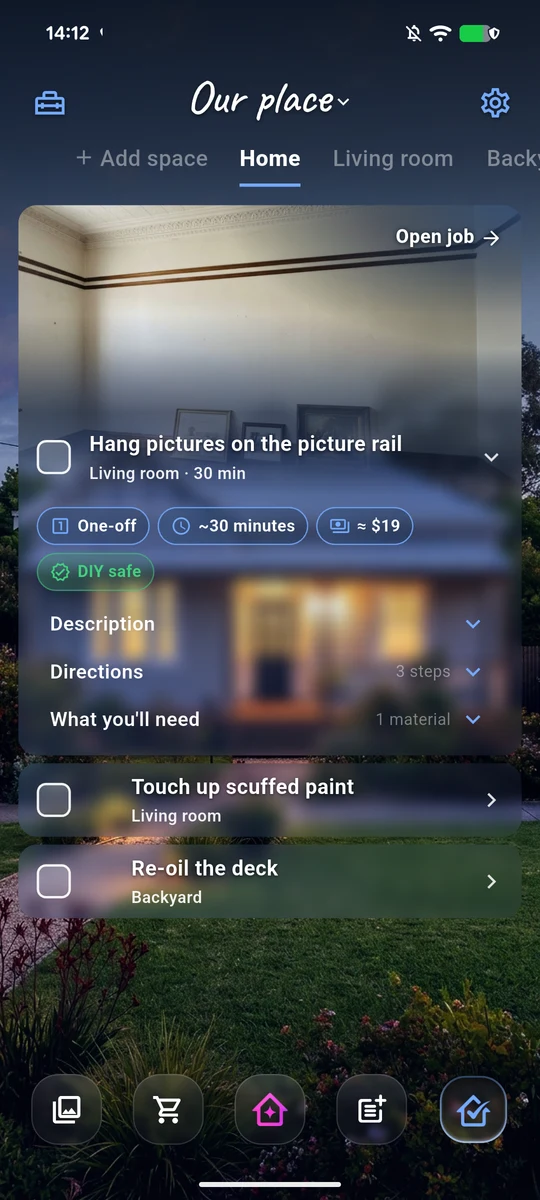 14:12
Our place
+ Add space
Home
Living room
Backy
Open job →
Hang pictures on the picture rail
Living room · 30 min
One-off
~30 minutes
≈ $19
DIY safe
Description
Directions
3 steps
What you'll need
1 material
Touch up scuffed paint
Living room
Re-oil the deck
Backyard